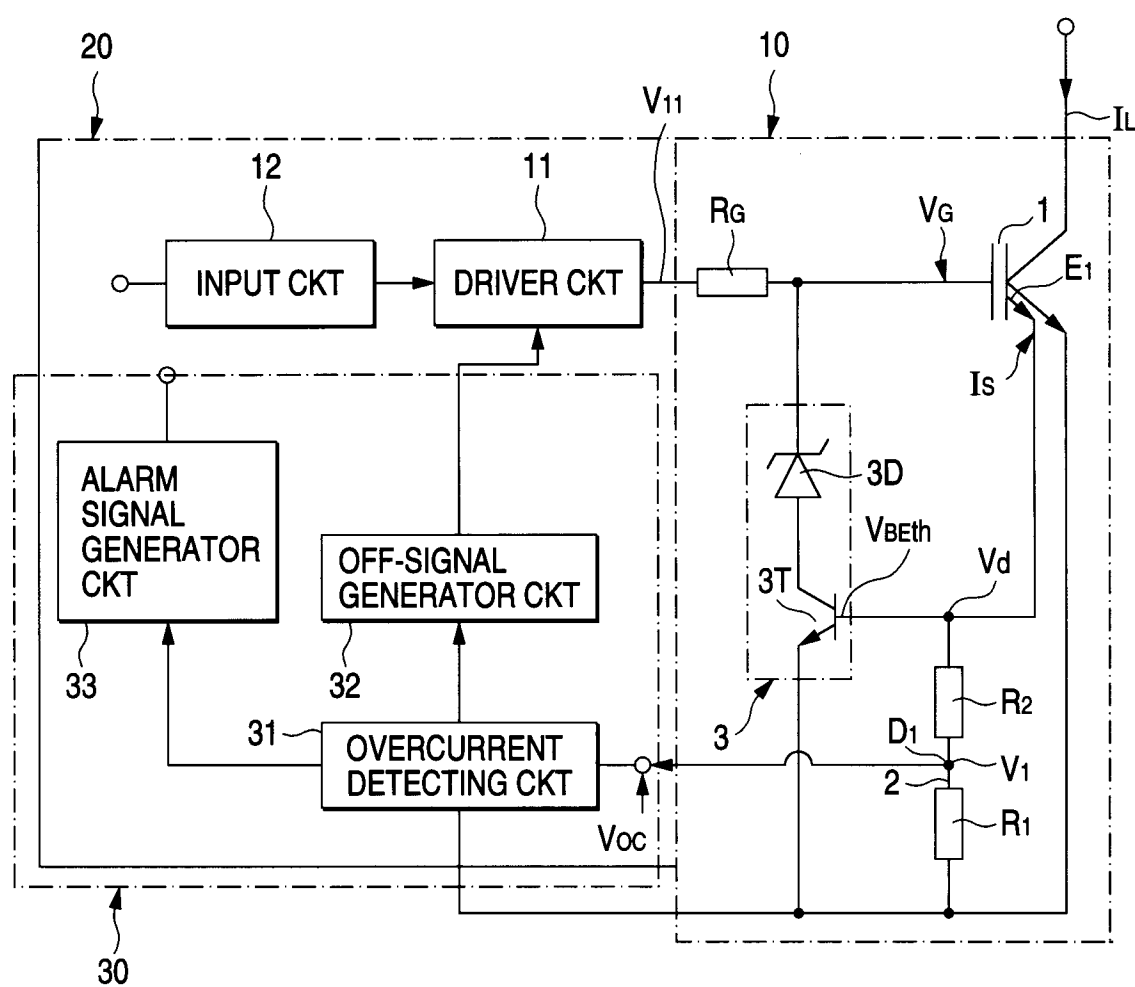 20
10
V11
IL
12
11
RG
VG
1
INPUT CKT
DRIVER CKT
E1
IS
ALARM
SIGNAL
GENERATOR
CKT
3D
VBEth
OFF-SIGNAL
GENERATOR CKT
3T
Vd
33
32
3
R2
31
D1
OVERCURRENT
DETECTING CKT
2
V1
VOC
R1
30